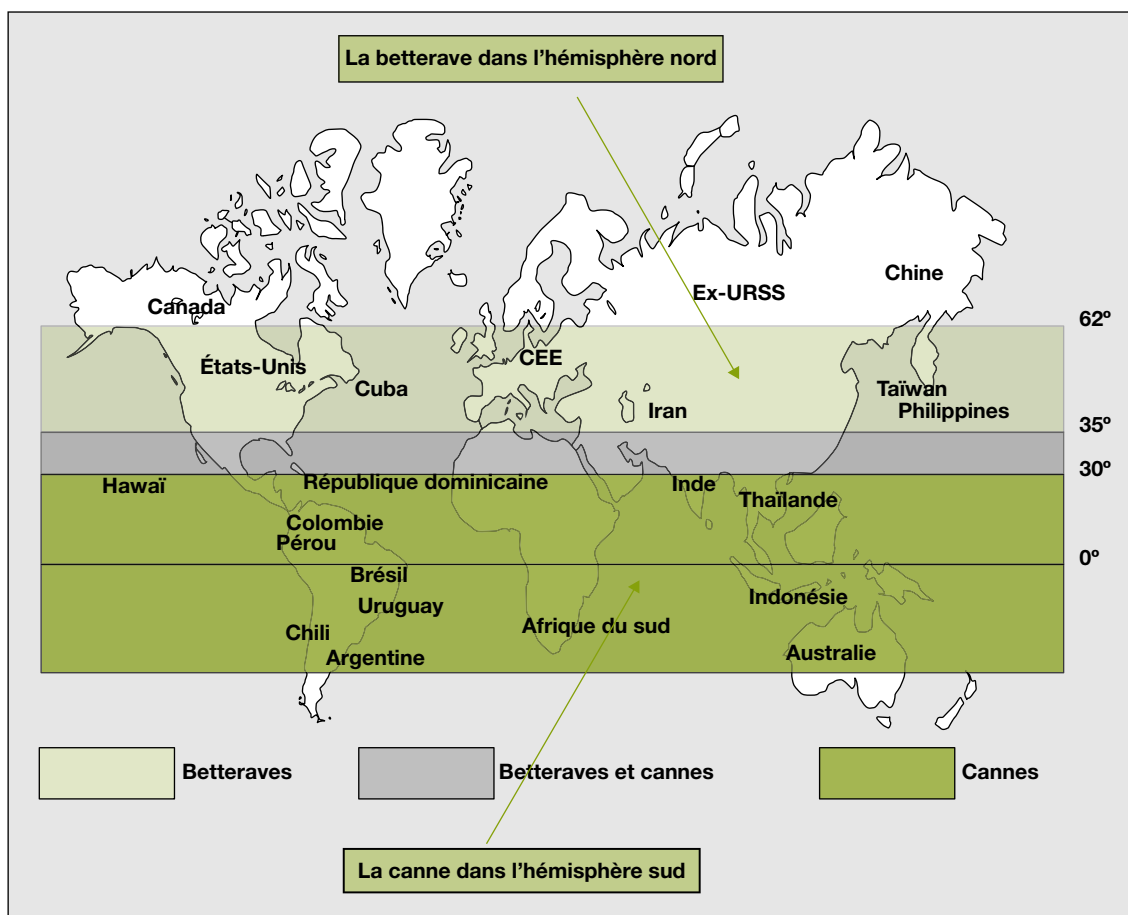 La betterave dans l’hémisphère nord
Chine
Ex-URSS
Canada
62º
CEE
États-Unis
Cuba
Taïwan
Iran
Philippines
35º
30º
République dominicaine
Inde
Hawaï
Thaïlande
Colombie
Pérou
0º
Brésil
Indonésie
Uruguay
Afrique du sud
Chili
Australie
Argentine
Betteraves
Betteraves et cannes
Cannes
La canne dans l’hémisphère sud